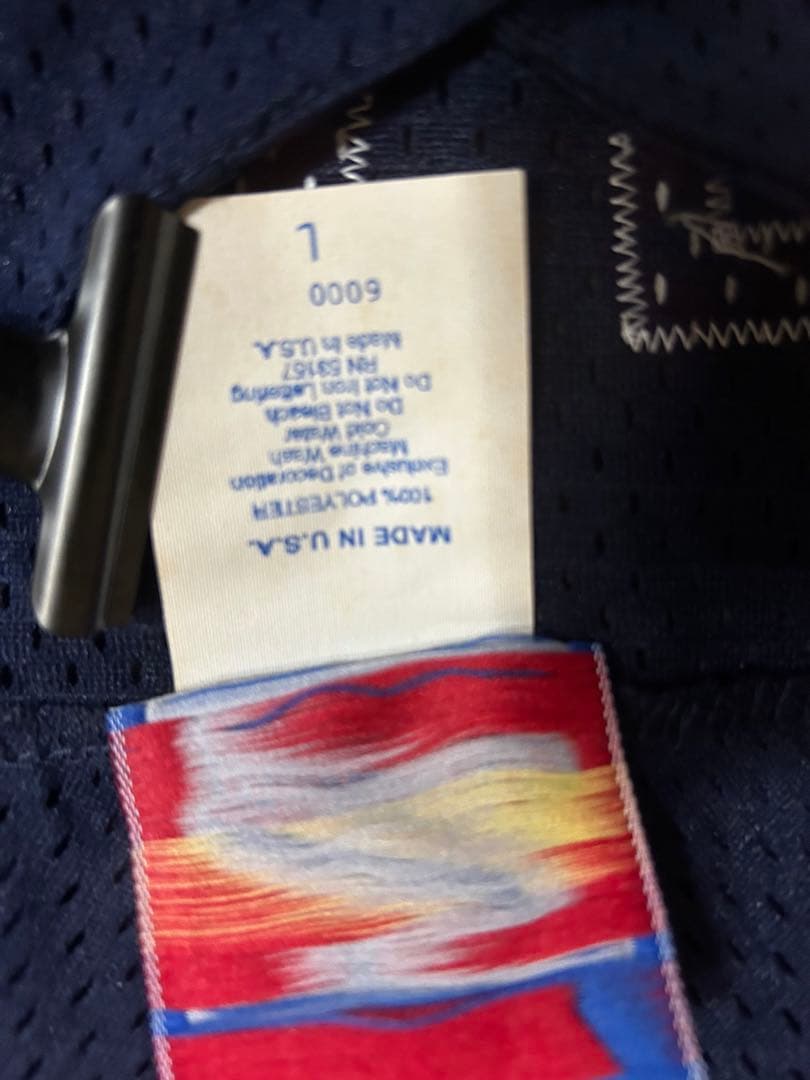 MADE IN U.S.A.
100% POLYESTER
Exclusive of Decoration
Machine Wash
Cold Water
Do Not Bleach
Do Not Iron Lettering
RN 53157
Made In U.S.A.
6000
L